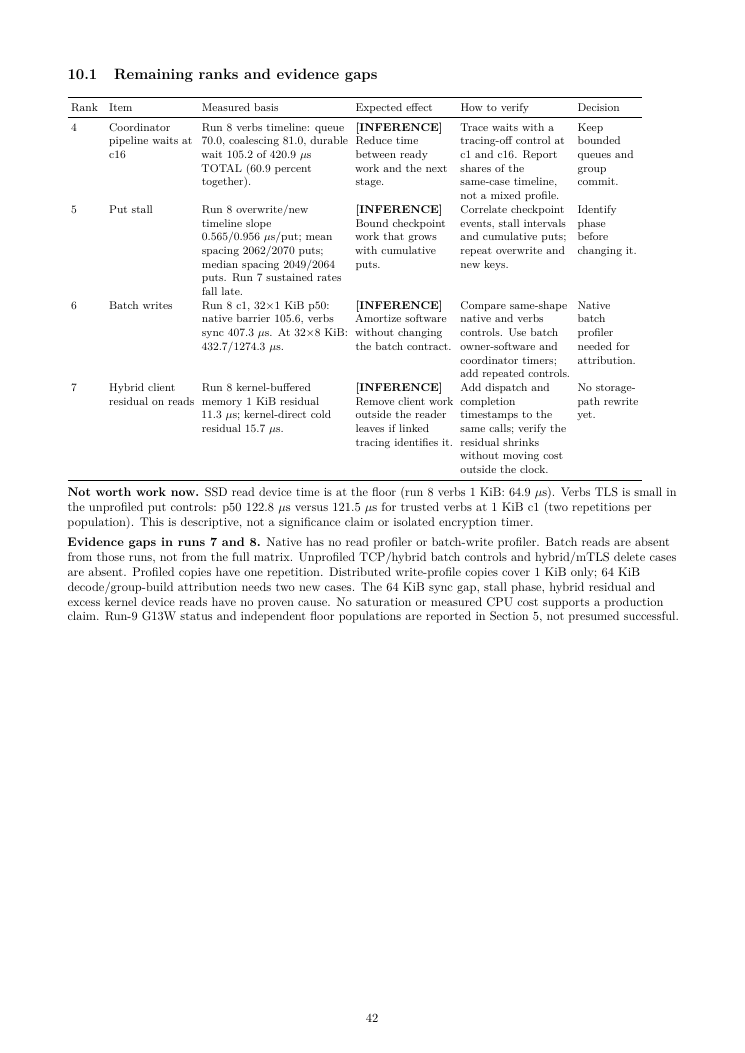 10.1 Remaining ranks and evidence gaps
Rank Item Measured basis Expected effect How to verify Decision
4 Coordinator Run 8 verbs timeline: queue [INFERENCE] Trace waits with a Keep
pipeline waits at 70.0, coalescing 81.0, durable Reduce time tracing-off control at bounded
c16 wait 105.2 of 420.9 μs between ready c1 and c16. Report queues and
TOTAL (60.9 percent work and the next shares of the group
together). stage. same-case timeline, commit.
not a mixed profile.
5 Put stall Run 8 overwrite/new [INFERENCE] Correlate checkpoint Identify
timeline slope Bound checkpoint events, stall intervals phase
0.565/0.956 μs/put; mean work that grows and cumulative puts; before
spacing 2062/2070 puts; with cumulative repeat overwrite and changing it.
median spacing 2049/2064 puts. new keys.
puts. Run 7 sustained rates
fall late.
6 Batch writes Run 8 c1, 32×1 KiB p50: [INFERENCE] Compare same-shape Native
native barrier 105.6, verbs Amortize software native and verbs batch
sync 407.3 μs. At 32×8 KiB: without changing controls. Use batch profiler
432.7/1274.3 μs. the batch contract. owner-software and needed for
coordinator timers; attribution.
add repeated controls.
7 Hybrid client Run 8 kernel-buffered [INFERENCE] Add dispatch and No storage-
residual on reads memory 1 KiB residual Remove client work completion path rewrite
11.3 μs; kernel-direct cold outside the reader timestamps to the yet.
residual 15.7 μs. leaves if linked same calls; verify the
tracing identifies it. residual shrinks
without moving cost
outside the clock.
Not worth work now. SSD read device time is at the floor (run 8 verbs 1 KiB: 64.9 μs). Verbs TLS is small in
the unprofiled put controls: p50 122.8 μs versus 121.5 μs for trusted verbs at 1 KiB c1 (two repetitions per
population). This is descriptive, not a significance claim or isolated encryption timer.
Evidence gaps in runs 7 and 8. Native has no read profiler or batch-write profiler. Batch reads are absent
from those runs, not from the full matrix. Unprofiled TCP/hybrid batch controls and hybrid/mTLS delete cases
are absent. Profiled copies have one repetition. Distributed write-profile copies cover 1 KiB only; 64 KiB
decode/group-build attribution needs two new cases. The 64 KiB sync gap, stall phase, hybrid residual and
excess kernel device reads have no proven cause. No saturation or measured CPU cost supports a production
claim. Run-9 G13W status and independent floor populations are reported in Section 5, not presumed successful.
42